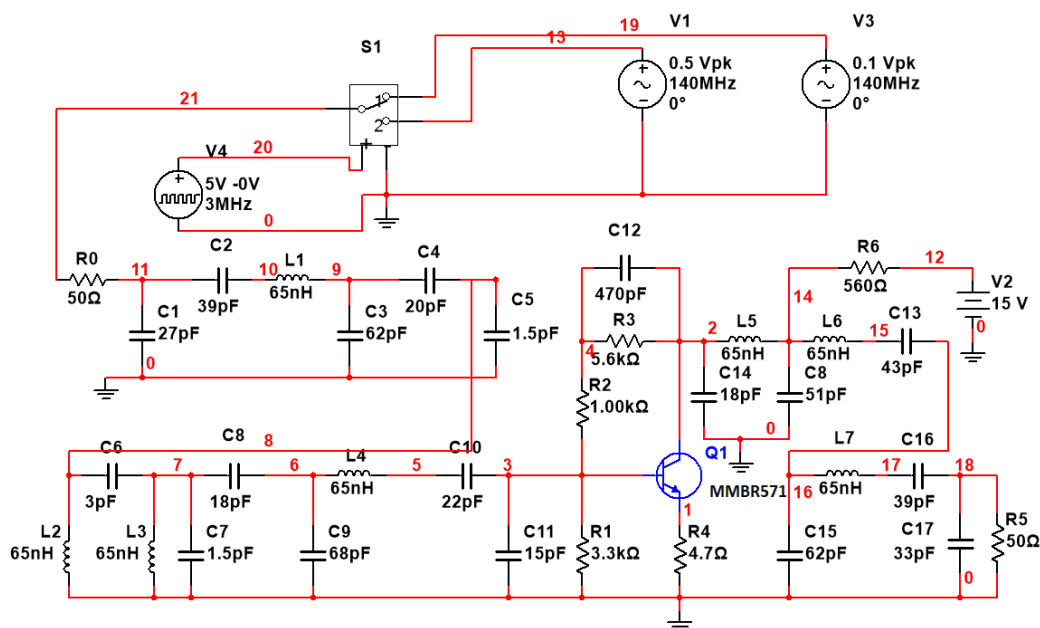 V1
V3
19
13
S1
0.5 Vpk
140MHz
0°
0.1 Vpk
140MHz
0°
21
1
2
V4
20
5V -0V
3MHz
0
C12
C2
C4
R6
12
R0
11
10
L1
9
560Ω
V2
50Ω
39pF
65nH
20pF
C5
470pF
14
15 V
C1
C3
R3
2
L5
L6
15
C13
0
27pF
62pF
1.5pF
4
5.6kΩ
65nH
65nH
43pF
0
R2
C14
C8
1.00kΩ
18pF
51pF
C8
8
0
L7
C16
C6
7
6
L4
5
C10
3
Q1
18
3pF
18pF
65nH
22pF
MMBR571
16
65nH
17
39pF
L2
L3
C7
C9
C11
R1
1
R4
C15
C17
R5
65nH
65nH
1.5pF
68pF
15pF
3.3kΩ
4.7Ω
62pF
33pF
50Ω
0